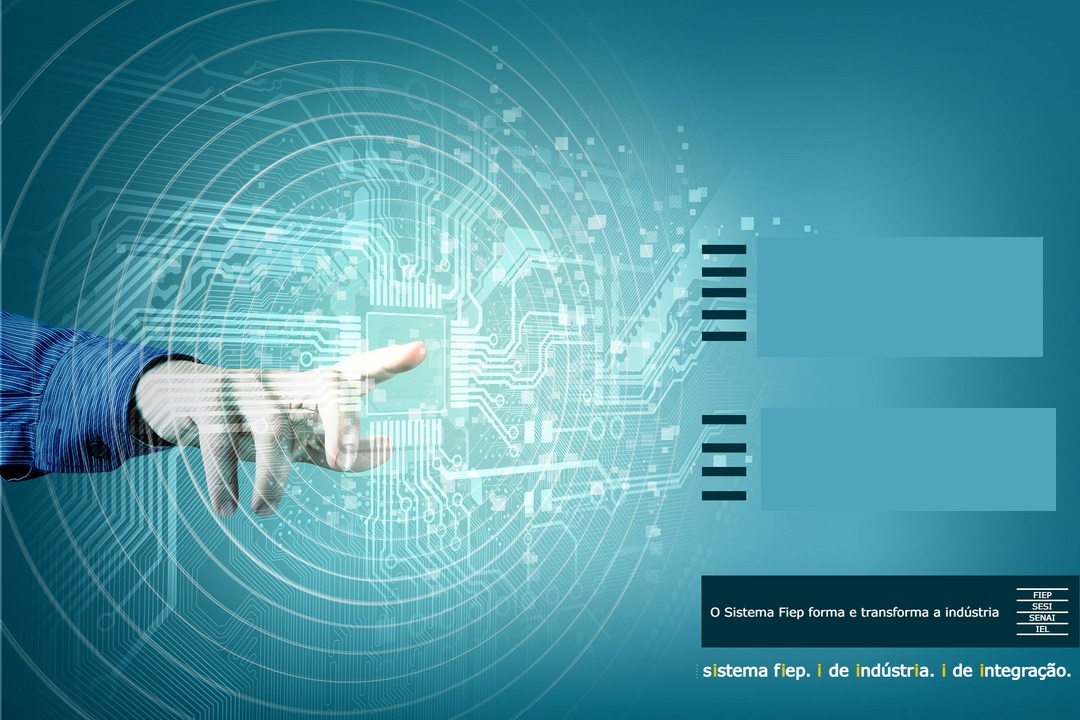 O Sistema Fiep forma e transforma a indústria
FIEP
SESI
SENAI
IEL
sistema fiep. i de indústria. i de integração.